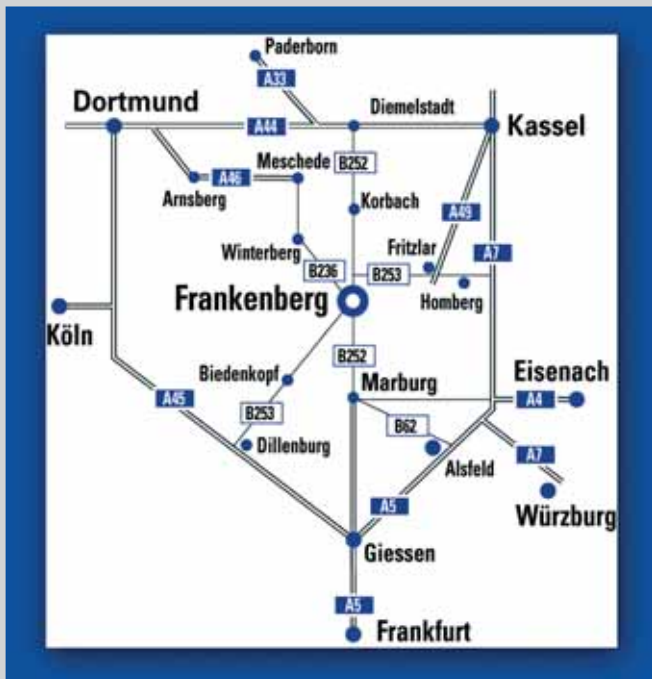 Paderborn
A33
Dortmund
A44
Diemelstadt
Kassel
Meschede
B252
A46
Arnsberg
Korbach
A49
Winterberg
Fritzlar
A7
B236
B253
Homberg
Frankenberg
Köln
B252
Biedenkopf
Marburg
Eisenach
A45
A4
B253
B62
Dillenburg
Alsfeld
A7
A5
Würzburg
Giessen
A5
Frankfurt